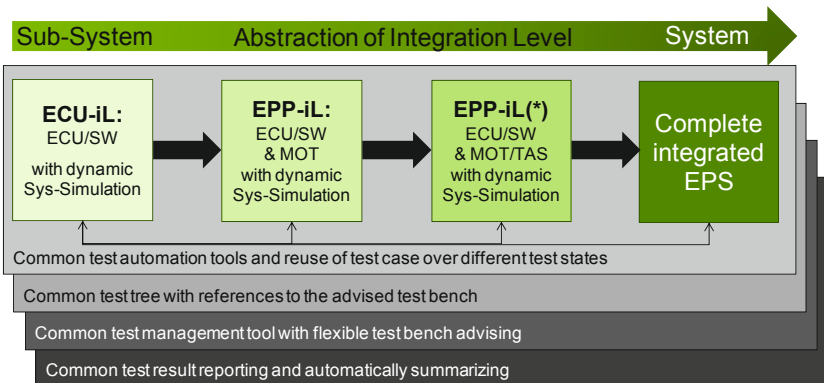 Sub-System Abstraction of Integration Level System
ECU-iL:
ECU/SW
with dynamic
Sys-Simulation
EPP-iL:
ECU/SW
& MOT
with dynamic
Sys-Simulation
EPP-iL(*)
ECU/SW
& MOT/TAS
with dynamic
Sys-Simulation
Complete
integrated
EPS
Common test automation tools and reuse of test case over different test states
Common test tree with references to the advised test bench
Common test management tool with flexible test bench advising
Common test result reporting and automatically summarizing